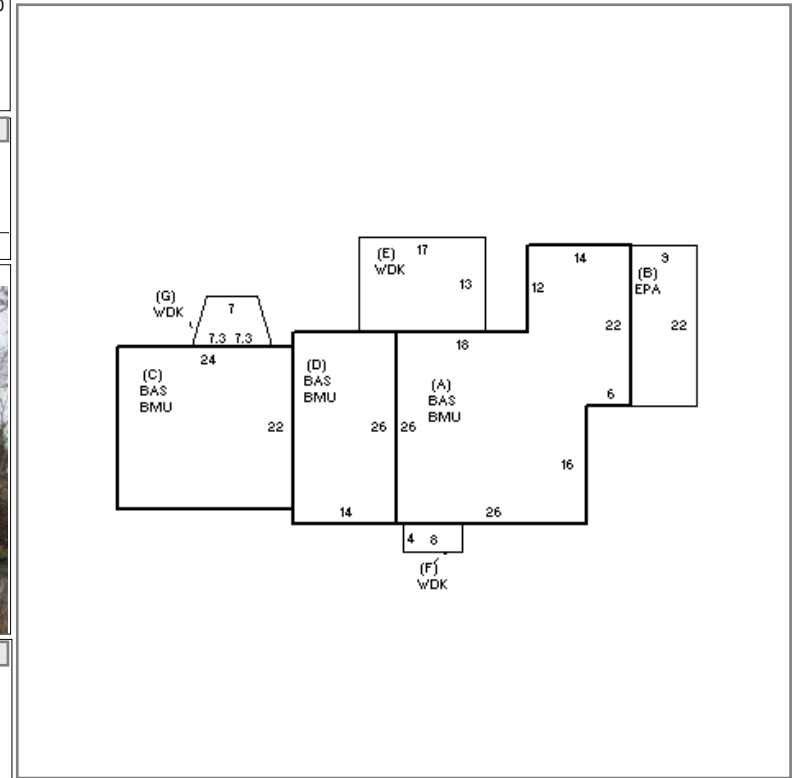 (E)
WDK
17
13
14
12
22
6
9
(B)
EPA
22
(G)
WDK
7
7.3 7.3
24
(C)
BAS
BMU
22
(D)
BAS
BMU
26
14
18
(A)
BAS
BMU
26
16
26
4 8
(F)
WDK